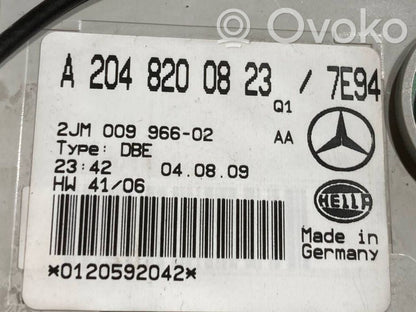 Ovoko
A 204 820 08 23 / 7E94
Q1
2JM 009 966-02 AA
Type: DBE
23:42 04.08.09
HW 41/06
HELLA
Made in
Germany
*0120592042*